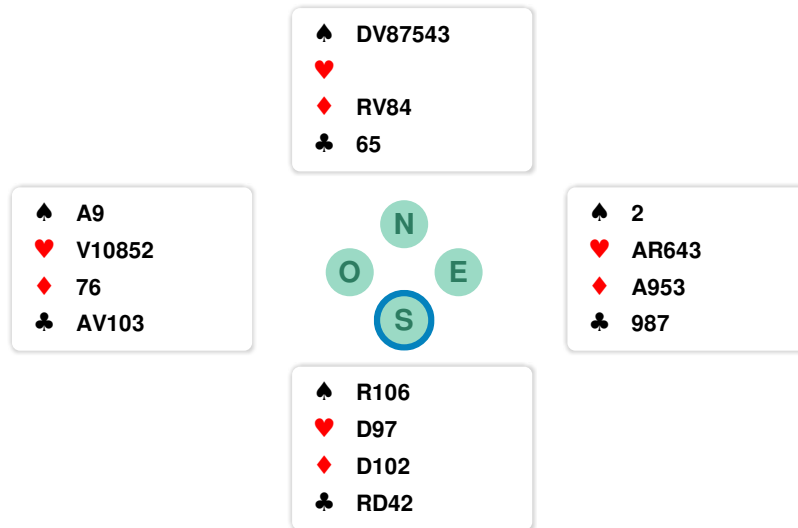 ♠ DV87543
♥
♦ RV84
♣ 65
♠ A9
♥ V10852
♦ 76
♣ AV103
N
O E
S
♠ 2
♥ AR643
♦ A953
♣ 987
♠ R106
♥ D97
♦ D102
♣ RD42